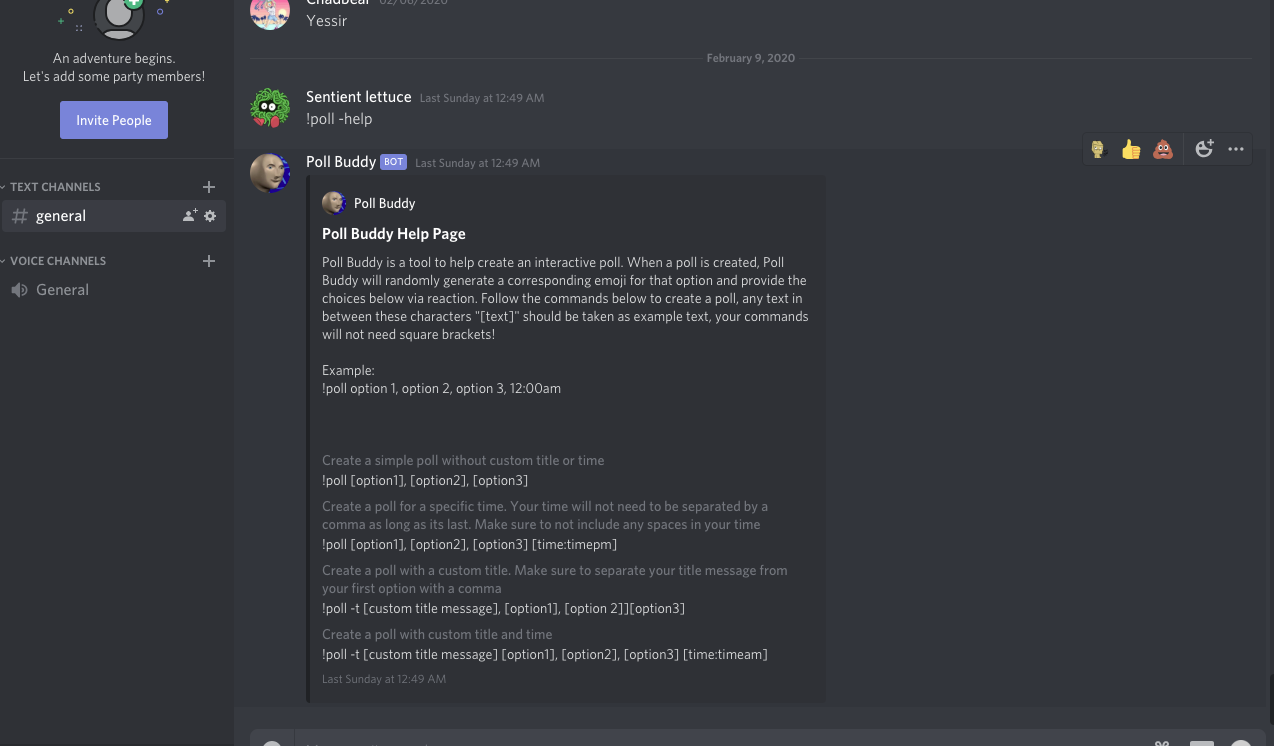 Chadbear 02/06/2020
Yessir
An adventure begins.
Let's add some party members!
Invite People
TEXT CHANNELS
general
VOICE CHANNELS
General
February 9, 2020
Sentient lettuce Last Sunday at 12:49 AM
!poll -help
Poll Buddy BOT Last Sunday at 12:49 AM
Poll Buddy
Poll Buddy Help Page
Poll Buddy is a tool to help create an interactive poll. When a poll is created, Poll
Buddy will randomly generate a corresponding emoji for that option and provide the
choices below via reaction. Follow the commands below to create a poll, any text in
between these characters "[text]" should be taken as example text, your commands
will not need square brackets!
Example:
!poll option 1, option 2, option 3, 12:00am
Create a simple poll without custom title or time
!poll [option1], [option2], [option3]
Create a poll for a specific time. Your time will not need to be separated by a
comma as long as its last. Make sure to not include any spaces in your time
!poll [option1], [option2], [option3] [time:timepm]
Create a poll with a custom title. Make sure to separate your title message from
your first option with a comma
!poll -t [custom title message], [option1], [option 2]][option3]
Create a poll with custom title and time
!poll -t [custom title message] [option1], [option2], [option3] [time:timeam]
Last Sunday at 12:49 AM